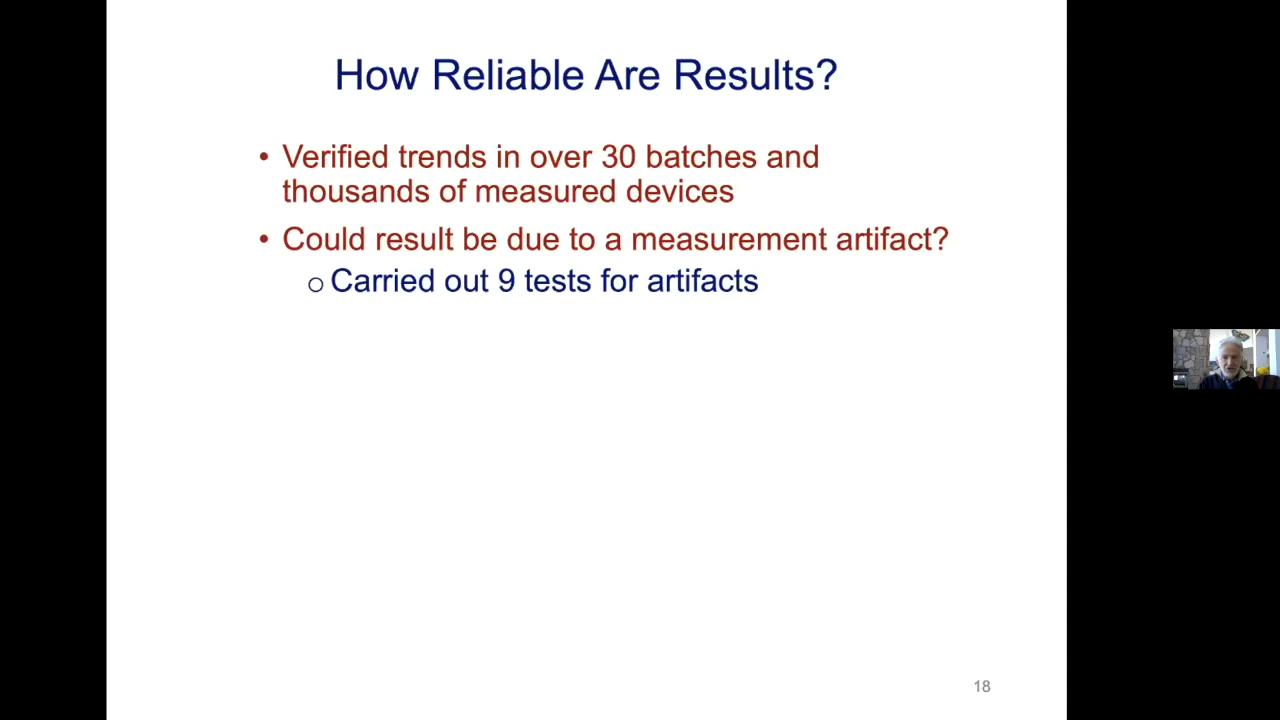 How Reliable Are Results?
• Verified trends in over 30 batches and
thousands of measured devices
• Could result be due to a measurement artifact?
o Carried out 9 tests for artifacts
18